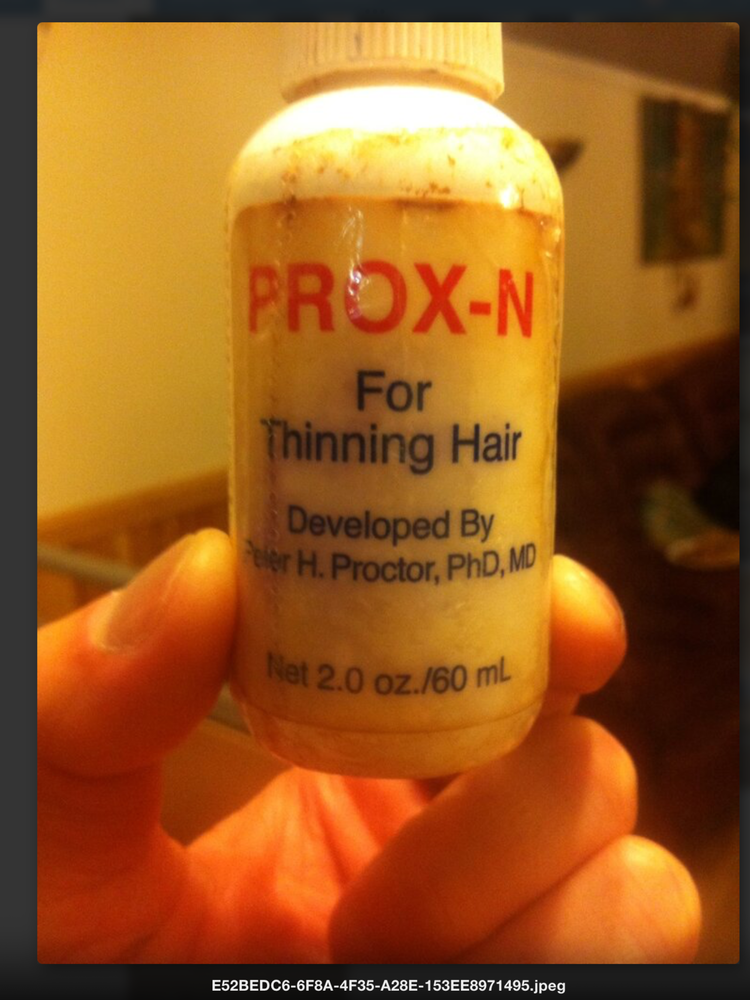 PROX-N
For
Thinning Hair
Developed By
Peter H. Proctor, PhD, MD
Net 2.0 oz./60 mL
E52BEDC6-6F8A-4F35-A28E-153EE8971495.jpeg